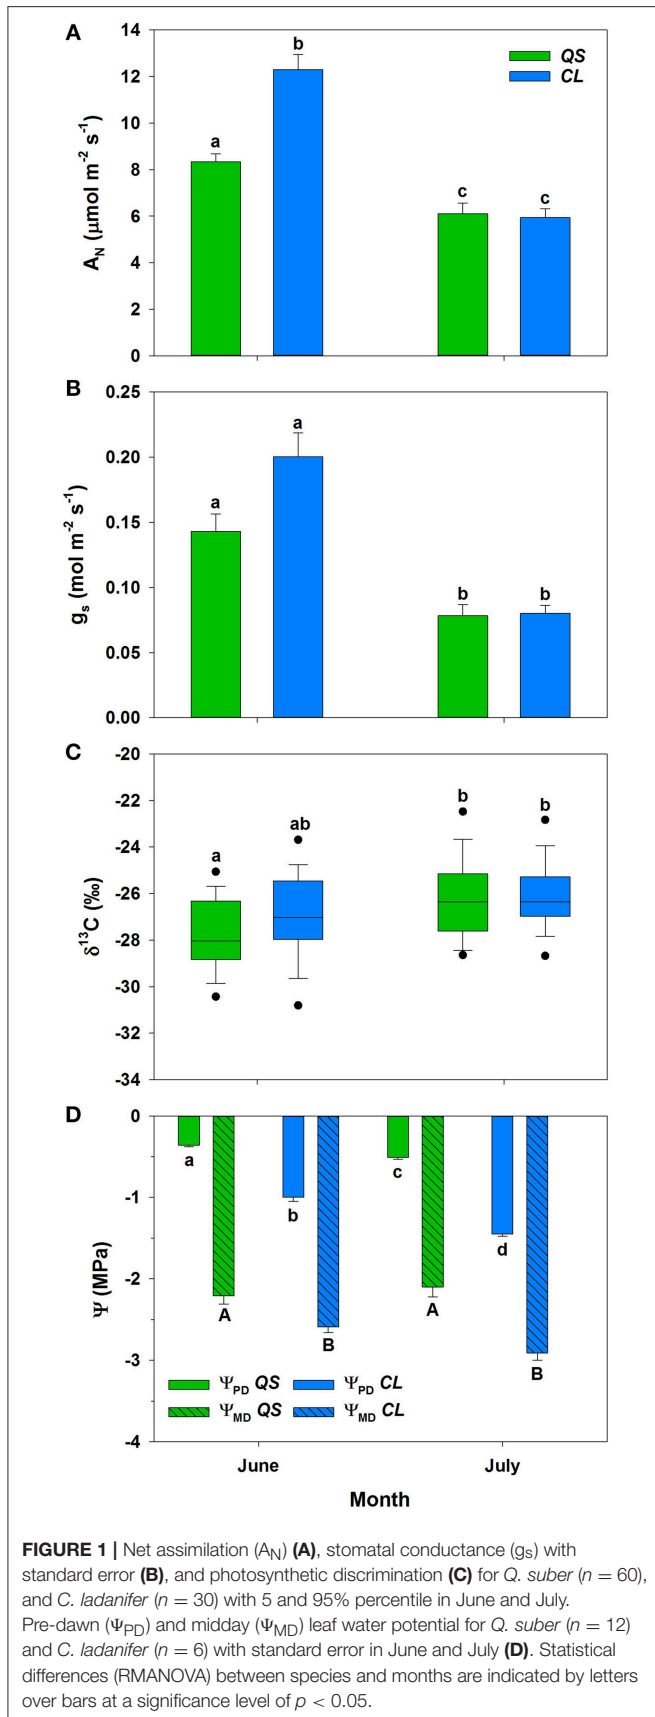 A
14
12
10
8
6
4
2
0
A_N (μmol m⁻² s⁻¹)
a
b
c
c
QS
CL
B
0.25
0.20
0.15
0.10
0.05
0.00
g_s (mol m⁻² s⁻¹)
a
a
b
b
C
-20
-22
-24
-26
-28
-30
-32
-34
δ¹³C (‰)
a
ab
b
b
D
0
-1
-2
-3
-4
Ψ (MPa)
a
A
b
B
c
A
d
B
Ψ_PD QS
Ψ_PD CL
Ψ_MD QS
Ψ_MD CL
June
July
Month
FIGURE 1 | Net assimilation (A_N) (A), stomatal conductance (g_s) with
standard error (B), and photosynthetic discrimination (C) for Q. suber (n = 60),
and C. ladanifer (n = 30) with 5 and 95% percentile in June and July.
Pre-dawn (Ψ_PD) and midday (Ψ_MD) leaf water potential for Q. suber (n = 12)
and C. ladanifer (n = 6) with standard error in June and July (D). Statistical
differences (RMANOVA) between species and months are indicated by letters
over bars at a significance level of p < 0.05.